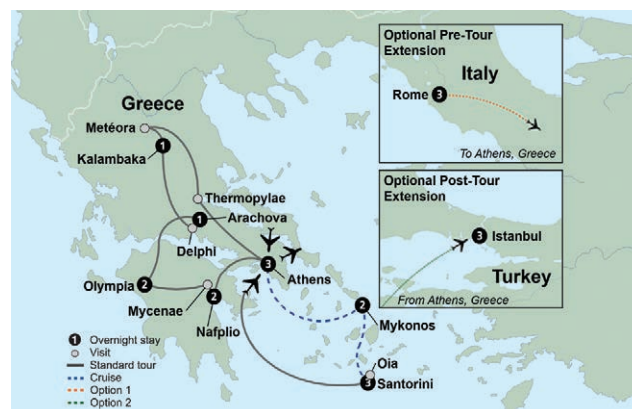 Optional Pre-Tour
Extension
Italy
Rome 3
To Athens, Greece
Greece
Metéora
Kalambaka
1
Thermopylae
1
Arachova
Delphi
Optional Post-Tour
Extension
3 Istanbul
Turkey
From Athens, Greece
3
Athens
Olympia 2
Mycenae
2
Nafplio
2
Mykonos
Oia
3
Santorini
1 Overnight stay
Visit
Standard tour
Cruise
Option 1
Option 2